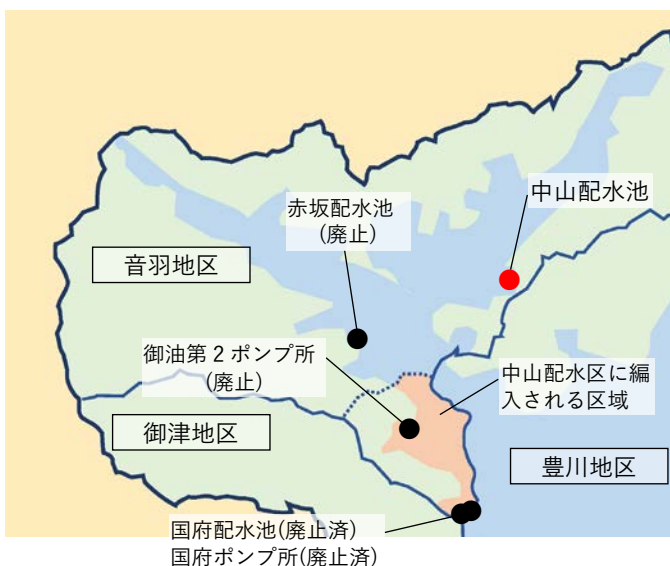 中山配水池
赤坂配水池
(廃止)
音羽地区
御油第2ポンプ所
(廃止)
中山配水区に編
入される区域
御津地区
豊川地区
国府配水池(廃止済)
国府ポンプ所(廃止済)